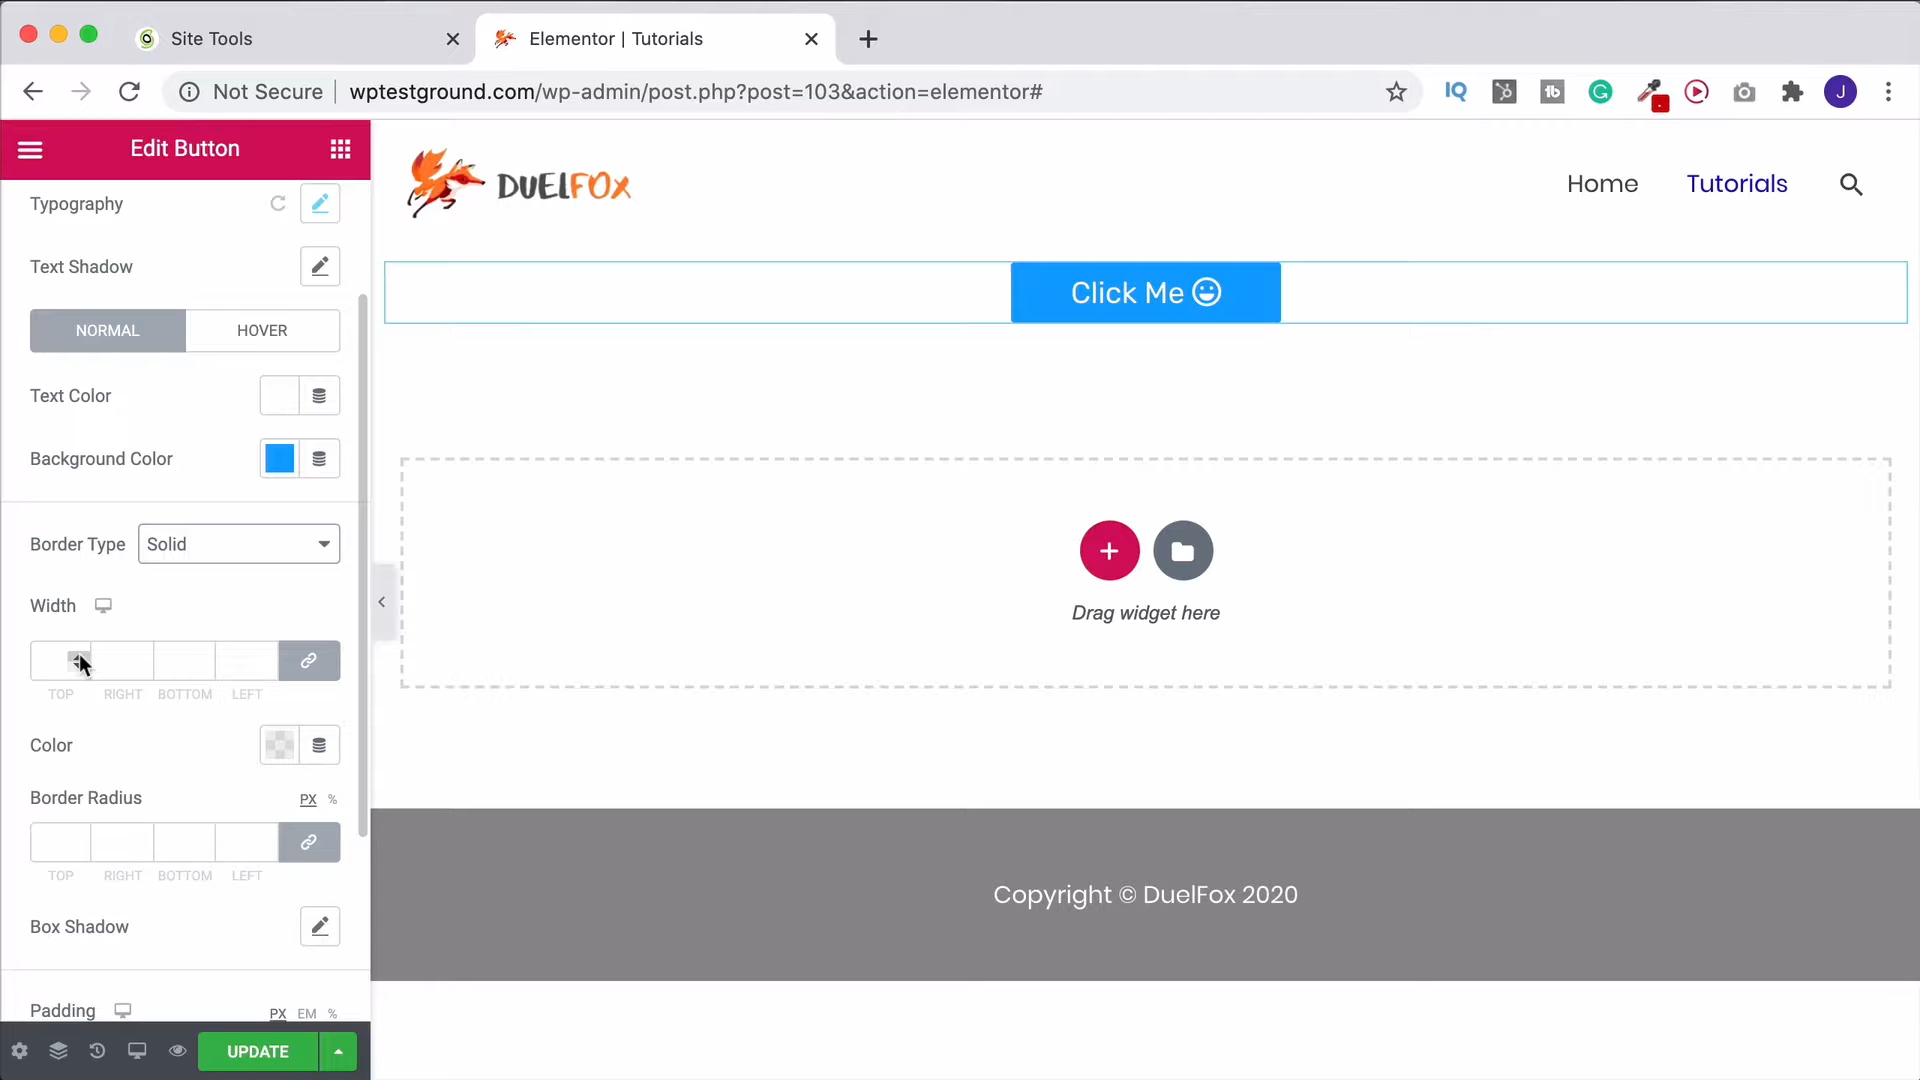 Site Tools
Elementor | Tutorials
Not Secure
wptestground.com/wp-admin/post.php?post=103&action=elementor#
IQ
tb
G
J
Edit Button
Typography
Text Shadow
NORMAL
HOVER
Text Color
Background Color
Border Type
Solid
Width
TOP
RIGHT
BOTTOM
LEFT
Color
Border Radius
PX
%
TOP
RIGHT
BOTTOM
LEFT
Box Shadow
Padding
PX
EM
%
UPDATE
DUELFOX
Home
Tutorials
Click Me
Drag widget here
Copyright © DuelFox 2020